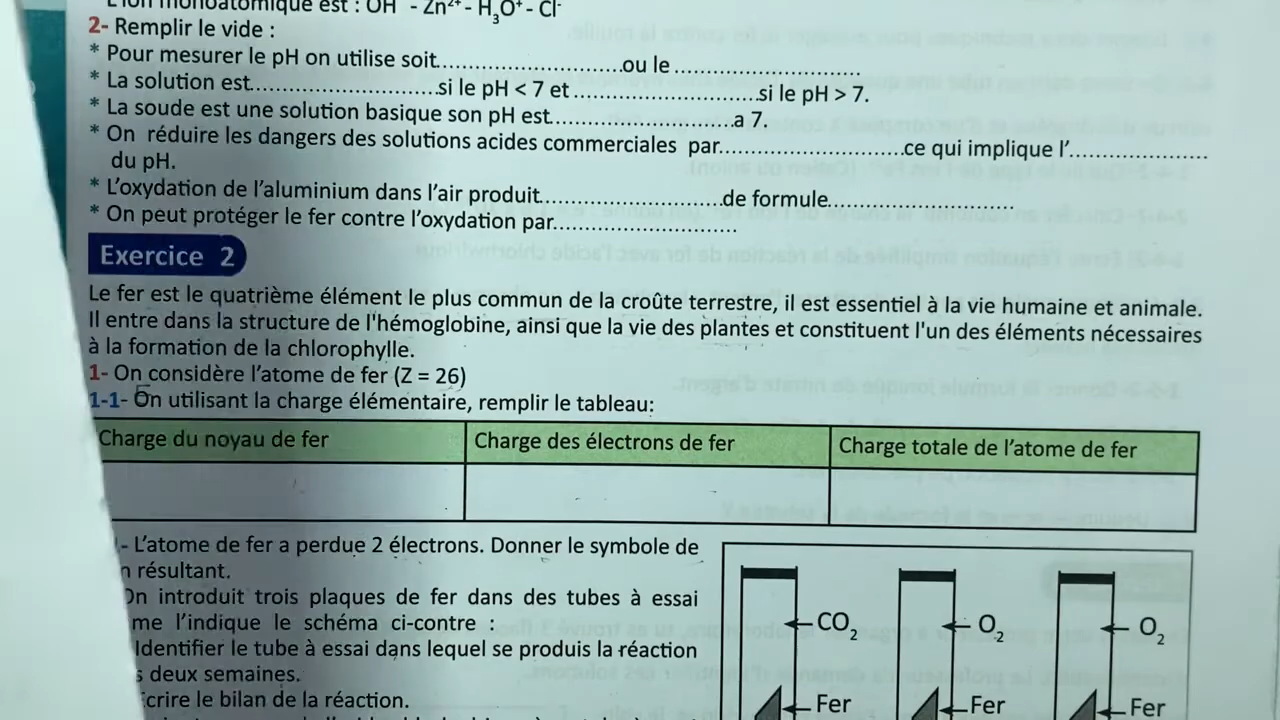 L'ion monoatomique est : OH⁻ - Zn²⁺ - H₃O⁺ - Cl⁻
2- Remplir le vide :
* Pour mesurer le pH on utilise soit..............................ou le..............................
* La solution est..............................si le pH < 7 et ..............................si le pH > 7.
* La soude est une solution basique son pH est..............................a 7.
* On réduire les dangers des solutions acides commerciales par..............................ce qui implique l'......................
du pH.
* L'oxydation de l'aluminium dans l'air produit..............................de formule..............................
* On peut protéger le fer contre l'oxydation par..............................
Exercice 2
Le fer est le quatrième élément le plus commun de la croûte terrestre, il est essentiel à la vie humaine et animale.
Il entre dans la structure de l'hémoglobine, ainsi que la vie des plantes et constituent l'un des éléments nécessaires
à la formation de la chlorophylle.
1- On considère l'atome de fer (Z = 26)
1-1- On utilisant la charge élémentaire, remplir le tableau:
Charge du noyau de fer Charge des électrons de fer Charge totale de l'atome de fer
- L'atome de fer a perdue 2 électrons. Donner le symbole de
n résultant.
On introduit trois plaques de fer dans des tubes à essai
me l'indique le schéma ci-contre :
Identifier le tube à essai dans lequel se produis la réaction
s deux semaines.
crire le bilan de la réaction.
CO₂ O₂ O₂
Fer Fer Fer